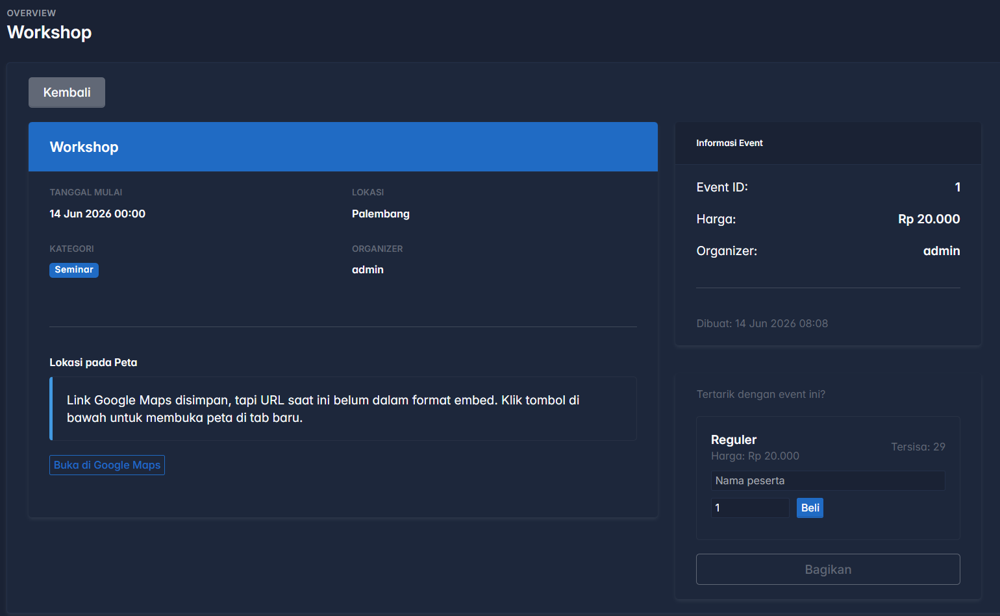 OVERVIEW
Workshop
Kembali
Workshop
TANGGAL MULAI
14 Jun 2026 00:00
LOKASI
Palembang
KATEGORI
Seminar
ORGANIZER
admin
Lokasi pada Peta
Link Google Maps disimpan, tapi URL saat ini belum dalam format embed. Klik tombol di
bawah untuk membuka peta di tab baru.
Buka di Google Maps
Informasi Event
Event ID: 1
Harga: Rp 20.000
Organizer: admin
Dibuat: 14 Jun 2026 08:08
Tertarik dengan event ini?
Reguler
Harga: Rp 20.000
Tersisa: 29
Nama peserta
1
Beli
Bagikan